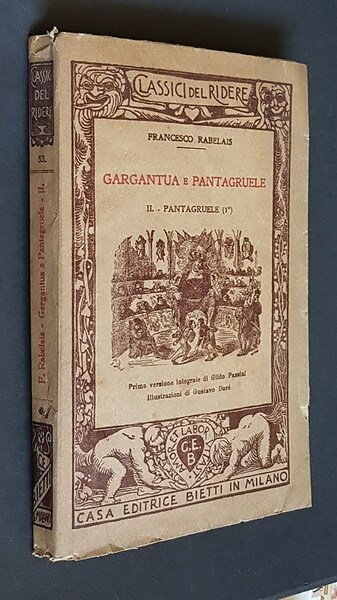 CLASSICI DEL RIDERE
FRANCESCO RABELAIS
GARGANTUA E PANTAGRUELE
II. - PANTAGRUELE (1º)
Prima versione integrale di Gildo Passini
Illustrazioni di Gustavo Doré
C.E.
B
CASA EDITRICE BIETTI IN MILANO
CLASSICI
DEL
RIDERE
53.
F. Rabelais - Gargantua e Pantagruele - II.